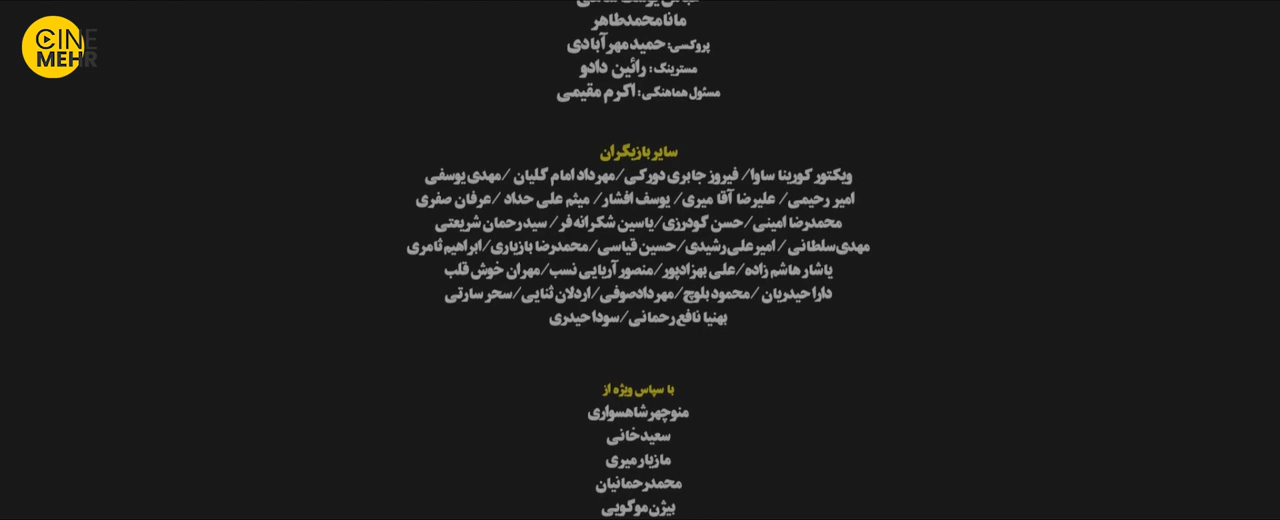 CINE
MEHR
مانا محمدطاهر
پروکسی: حمید مهرآبادی
مسترینگ: رائین دادو
مسئول هماهنگی: اکرم مقیمی
سایر بازیگران
ویکتور کورینا ساوا/ فیروز جابری دورکی/مهرداد امام گلیان /مهدی یوسفی
امیر رحیمی/ علیرضا آقا میری/ یوسف افشار/ میثم علی حداد /عرفان صفری
محمدرضا امینی/حسن گودرزی/یاسین شکرانه فر/ سیدرحمان شریعتی
مهدی سلطانی/ امیرعلی رشیدی/حسین قیاسی/محمدرضا بازیاری/ابراهیم ثامری
یاشار هاشم زاده/علی بهزادپور/منصور آریایی نسب/مهران خوش قلب
دارا حیدریان /محمود بلوچ/مهردادصوفی/اردلان ثنایی/سحر سارتی
بهنیا نافع رحمانی/سودا حیدری
با سپاس ویژه از
منوچهر شاهسواری
سعید خانی
مازیار میری
محمد رحمانیان
بیژن موگویی